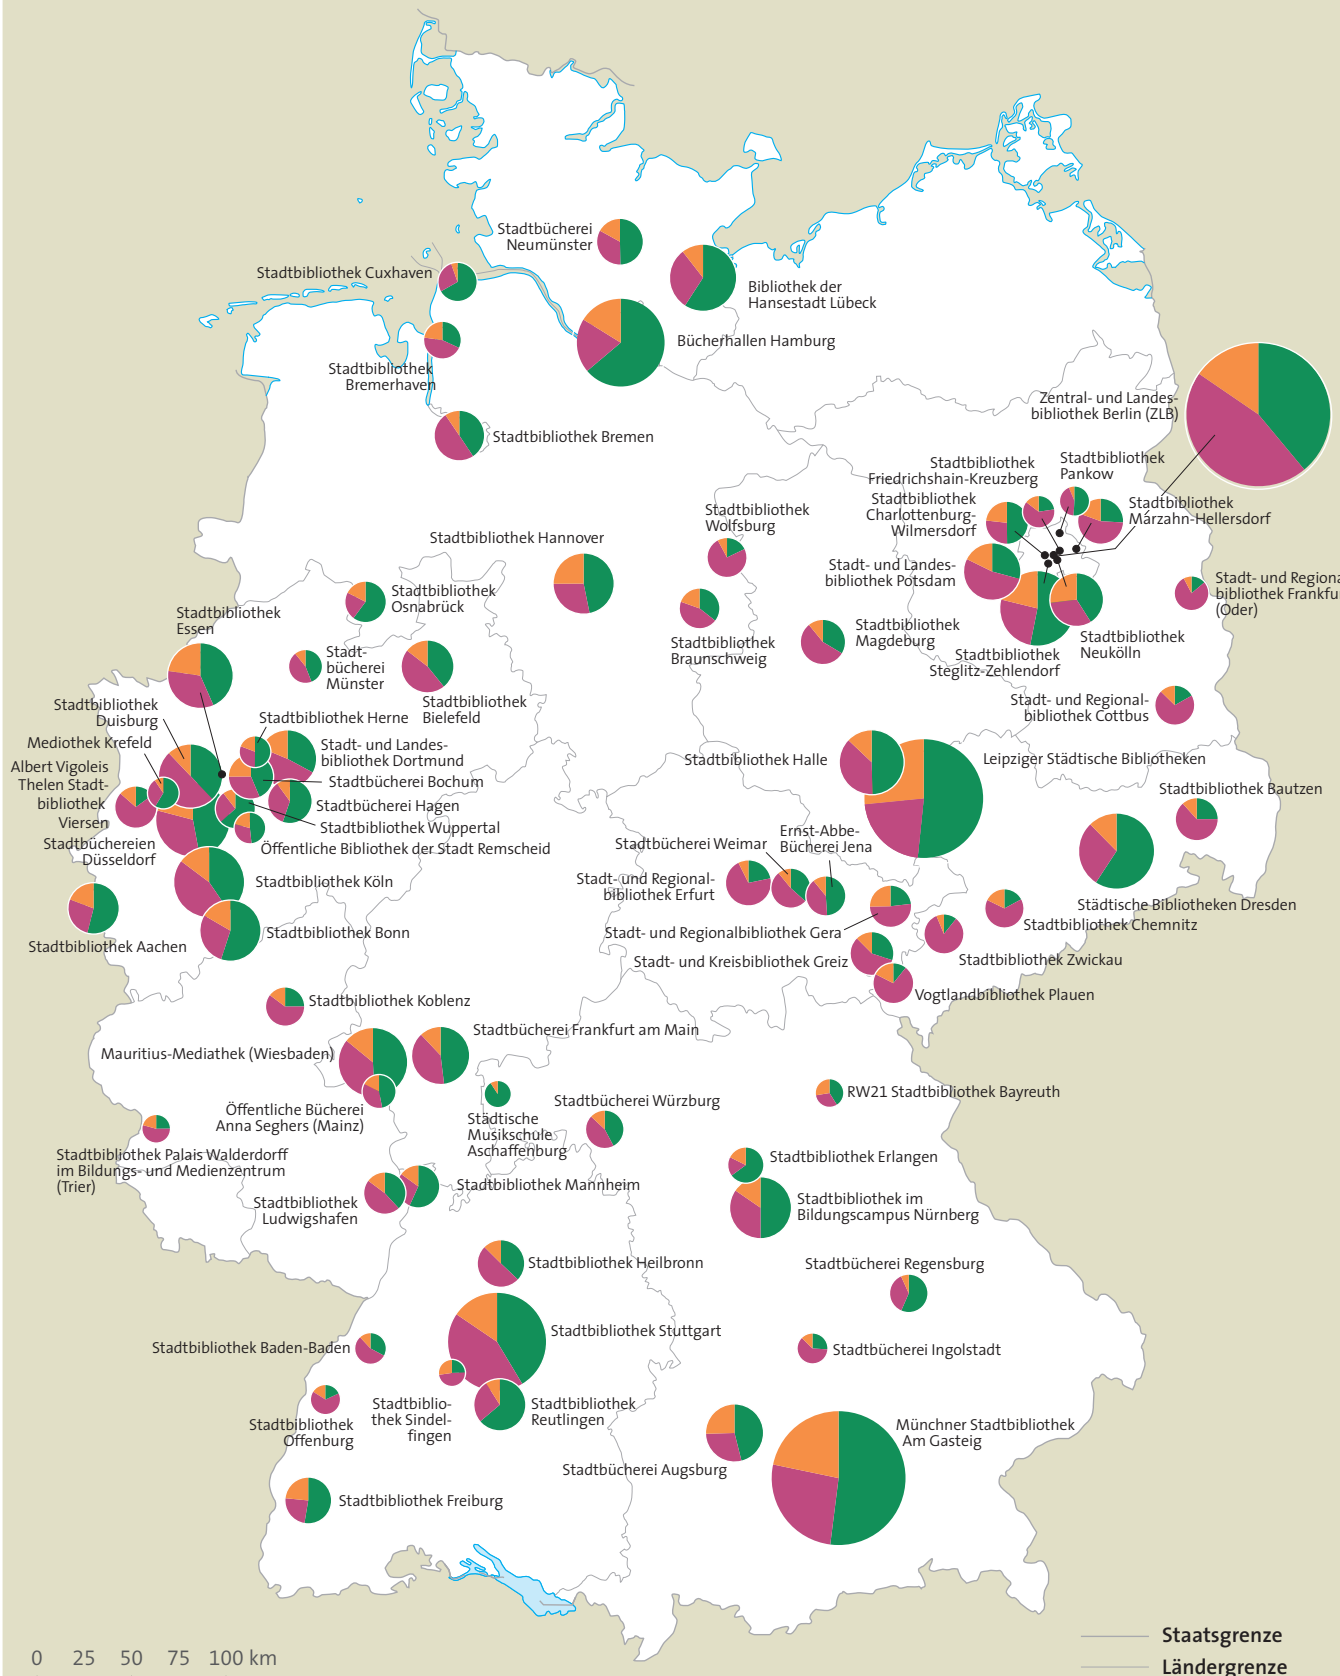 Stadtbücherei
Neumünster
Stadtbibliothek Cuxhaven
Bibliothek der
Hansestadt Lübeck
Bücherhallen Hamburg
Stadtbibliothek
Bremerhaven
Zentral- und Landes-
bibliothek Berlin (ZLB)
Stadtbibliothek Bremen
Stadtbibliothek
Pankow
Stadtbibliothek
Friedrichshain-Kreuzberg
Stadtbibliothek
Charlottenburg-
Wilmersdorf
Stadtbibliothek
Marzahn-Hellersdorf
Stadtbibliothek
Wolfsburg
Stadtbibliothek Hannover
Stadt- und Landes-
bibliothek Potsdam
Stadt- und Regiona
bibliothek Frankfu
(Oder)
Stadtbibliothek
Osnabrück
Stadtbibliothek
Essen
Stadtbibliothek
Magdeburg
Stadtbibliothek
Braunschweig
Stadtbibliothek
Neukölln
Stadtbibliothek
Steglitz-Zehlendorf
Stadt-
bücherei
Münster
Stadtbibliothek
Bielefeld
Stadt- und Regional-
bibliothek Cottbus
Stadtbibliothek
Duisburg
Stadtbibliothek Herne
Mediothek Krefeld
Stadt- und Landes-
bibliothek Dortmund
Stadtbibliothek Halle
Leipziger Städtische Bibliotheken
Albert Vigoleis
Thelen Stadt-
bibliothek
Viersen
Stadtbücherei Bochum
Stadtbibliothek Bautzen
Stadtbücherei Hagen
Stadtbibliothek Wuppertal
Stadtbüchereien
Düsseldorf
Öffentliche Bibliothek der Stadt Remscheid
Ernst-Abbe-
Bücherei Jena
Stadtbücherei Weimar
Stadt- und Regional-
bibliothek Erfurt
Stadtbibliothek Köln
Städtische Bibliotheken Dresden
Stadtbibliothek Chemnitz
Stadtbibliothek Bonn
Stadt- und Regionalbibliothek Gera
Stadtbibliothek Aachen
Stadt- und Kreisbibliothek Greiz
Stadtbibliothek Zwickau
Vogtlandbibliothek Plauen
Stadtbibliothek Koblenz
Stadtbücherei Frankfurt am Main
Mauritius-Mediathek (Wiesbaden)
RW21 Stadtbibliothek Bayreuth
Stadtbücherei Würzburg
Öffentliche Bücherei
Anna Seghers (Mainz)
Städtische
Musikschule
Aschaffenburg
Stadtbibliothek Palais Walderdorff
im Bildungs- und Medienzentrum
(Trier)
Stadtbibliothek Erlangen
Stadtbibliothek Mannheim
Stadtbibliothek
Ludwigshafen
Stadtbibliothek im
Bildungscampus Nürnberg
Stadtbibliothek Heilbronn
Stadtbücherei Regensburg
Stadtbibliothek Stuttgart
Stadtbibliothek Baden-Baden
Stadtbücherei Ingolstadt
Stadtbiblio-
thek Sindel-
fingen
Stadtbibliothek
Reutlingen
Stadtbibliothek
Offenburg
Münchner Stadtbibliothek
Am Gasteig
Stadtbücherei Augsburg
Stadtbibliothek Freiburg
Staatsgrenze
Ländergrenze
0 25 50 75 100 km